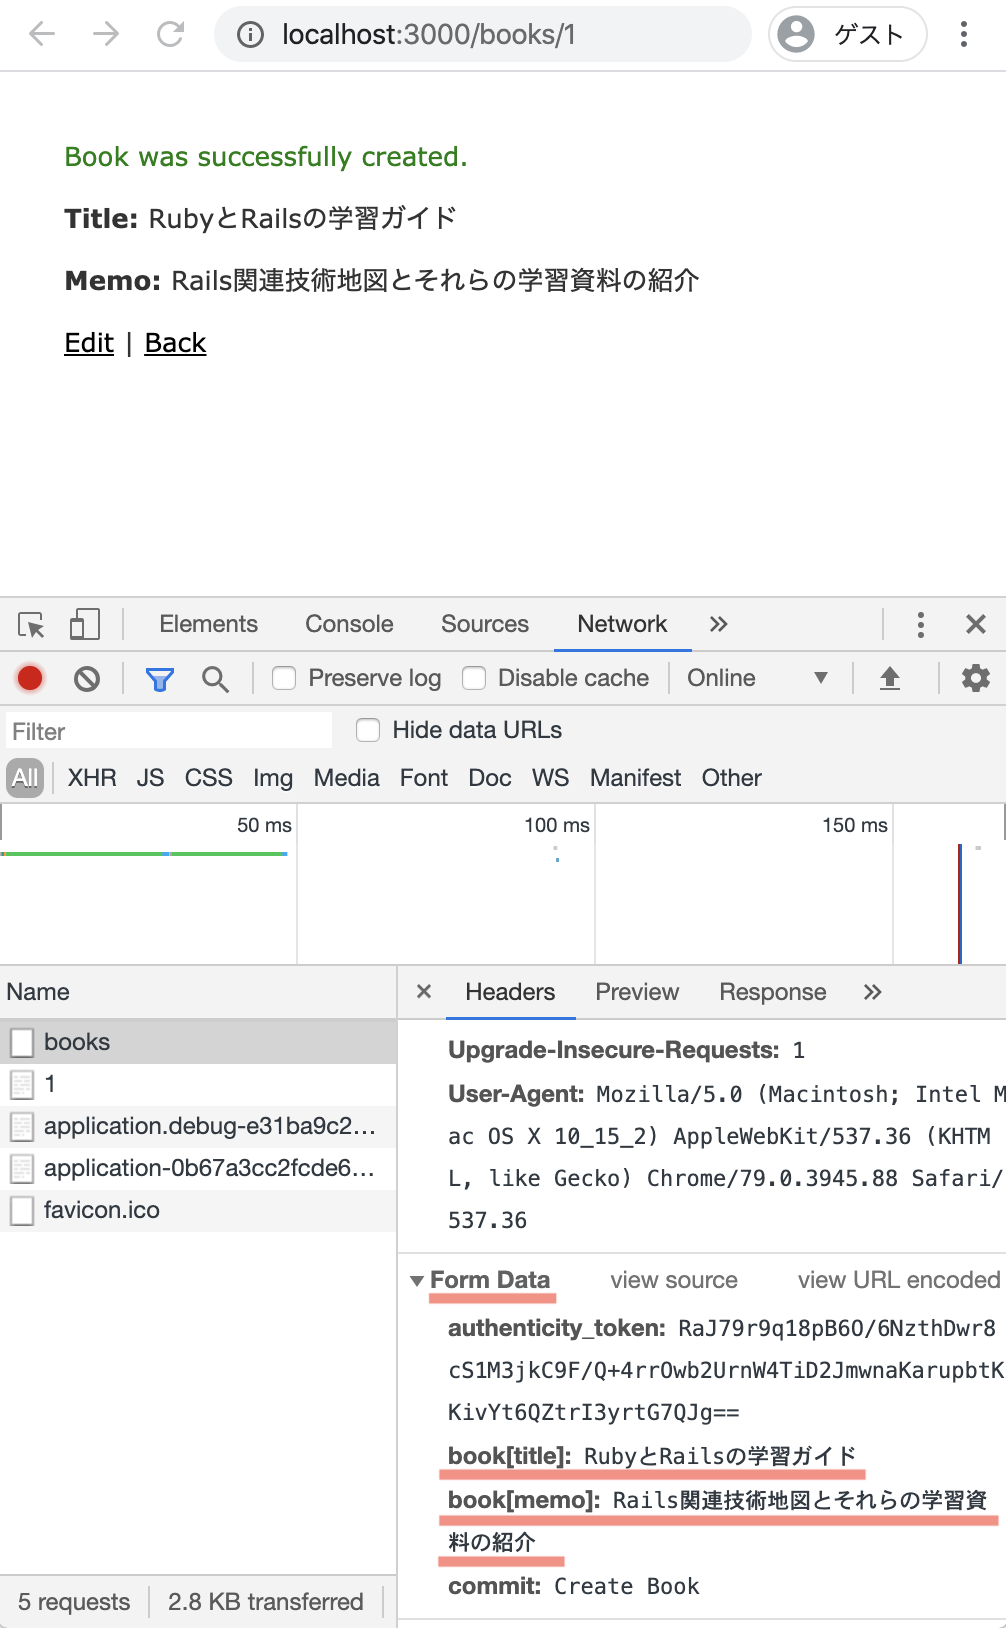 localhost:3000/books/1 ゲスト
Book was successfully created.
Title: RubyとRailsの学習ガイド
Memo: Rails関連技術地図とそれらの学習資料の紹介
Edit | Back
Elements Console Sources Network »
Preserve log Disable cache Online
Filter Hide data URLs
All XHR JS CSS Img Media Font Doc WS Manifest Other
50 ms 100 ms 150 ms
Name
books
1
application.debug-e31ba9c2...
application-0b67a3cc2fcde6...
favicon.ico
5 requests 2.8 KB transferred
× Headers Preview Response »
Upgrade-Insecure-Requests: 1
User-Agent: Mozilla/5.0 (Macintosh; Intel M
ac OS X 10_15_2) AppleWebKit/537.36 (KHTM
L, like Gecko) Chrome/79.0.3945.88 Safari/
537.36
Form Data view source view URL encoded
authenticity_token: RaJ79r9q18pB6O/6NzthDwr8
cS1M3jkC9F/Q+4rrOwb2UrnW4TiD2JmwnaKarupbtK
KivYt6QZtrI3yrtG7QJg==
book[title]: RubyとRailsの学習ガイド
book[memo]: Rails関連技術地図とそれらの学習資
料の紹介
commit: Create Book